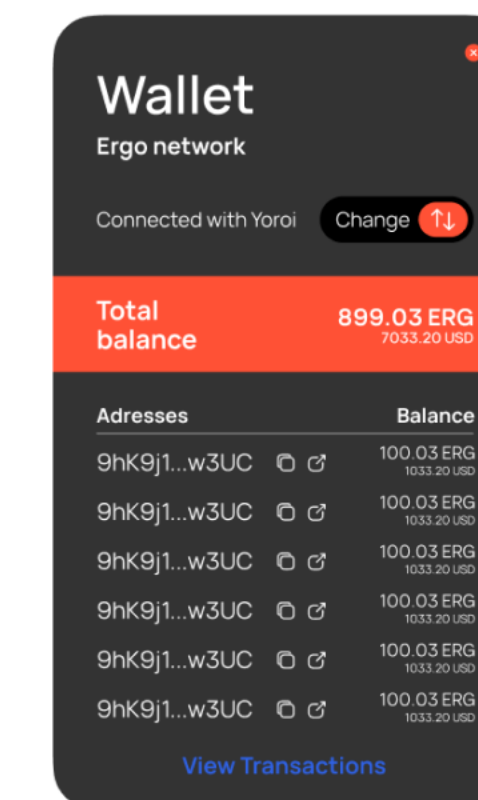 Wallet
Ergo network
Connected with Yoroi Change
Total balance 899.03 ERG
7033.20 USD
Adresses Balance
9hK9j1...w3UC 100.03 ERG
1033.20 USD
9hK9j1...w3UC 100.03 ERG
1033.20 USD
9hK9j1...w3UC 100.03 ERG
1033.20 USD
9hK9j1...w3UC 100.03 ERG
1033.20 USD
9hK9j1...w3UC 100.03 ERG
1033.20 USD
9hK9j1...w3UC 100.03 ERG
1033.20 USD
View Transactions